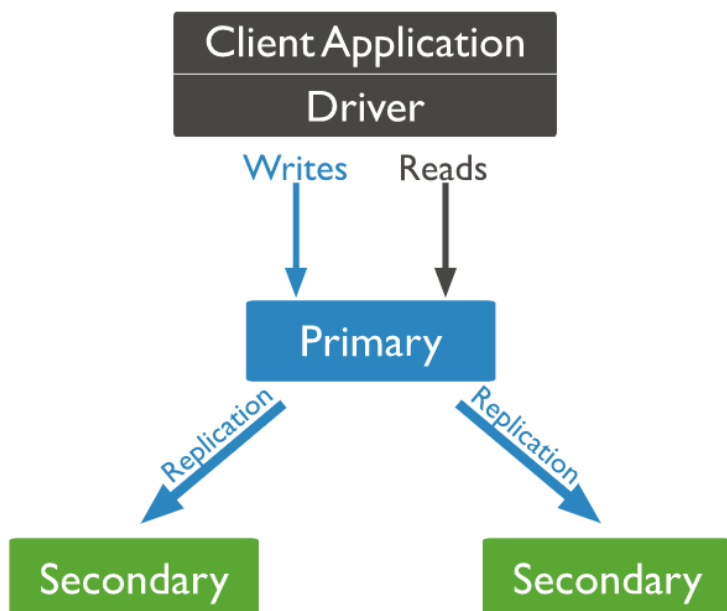 Client Application
Driver
Writes Reads
Primary
Replication Replication
Secondary Secondary